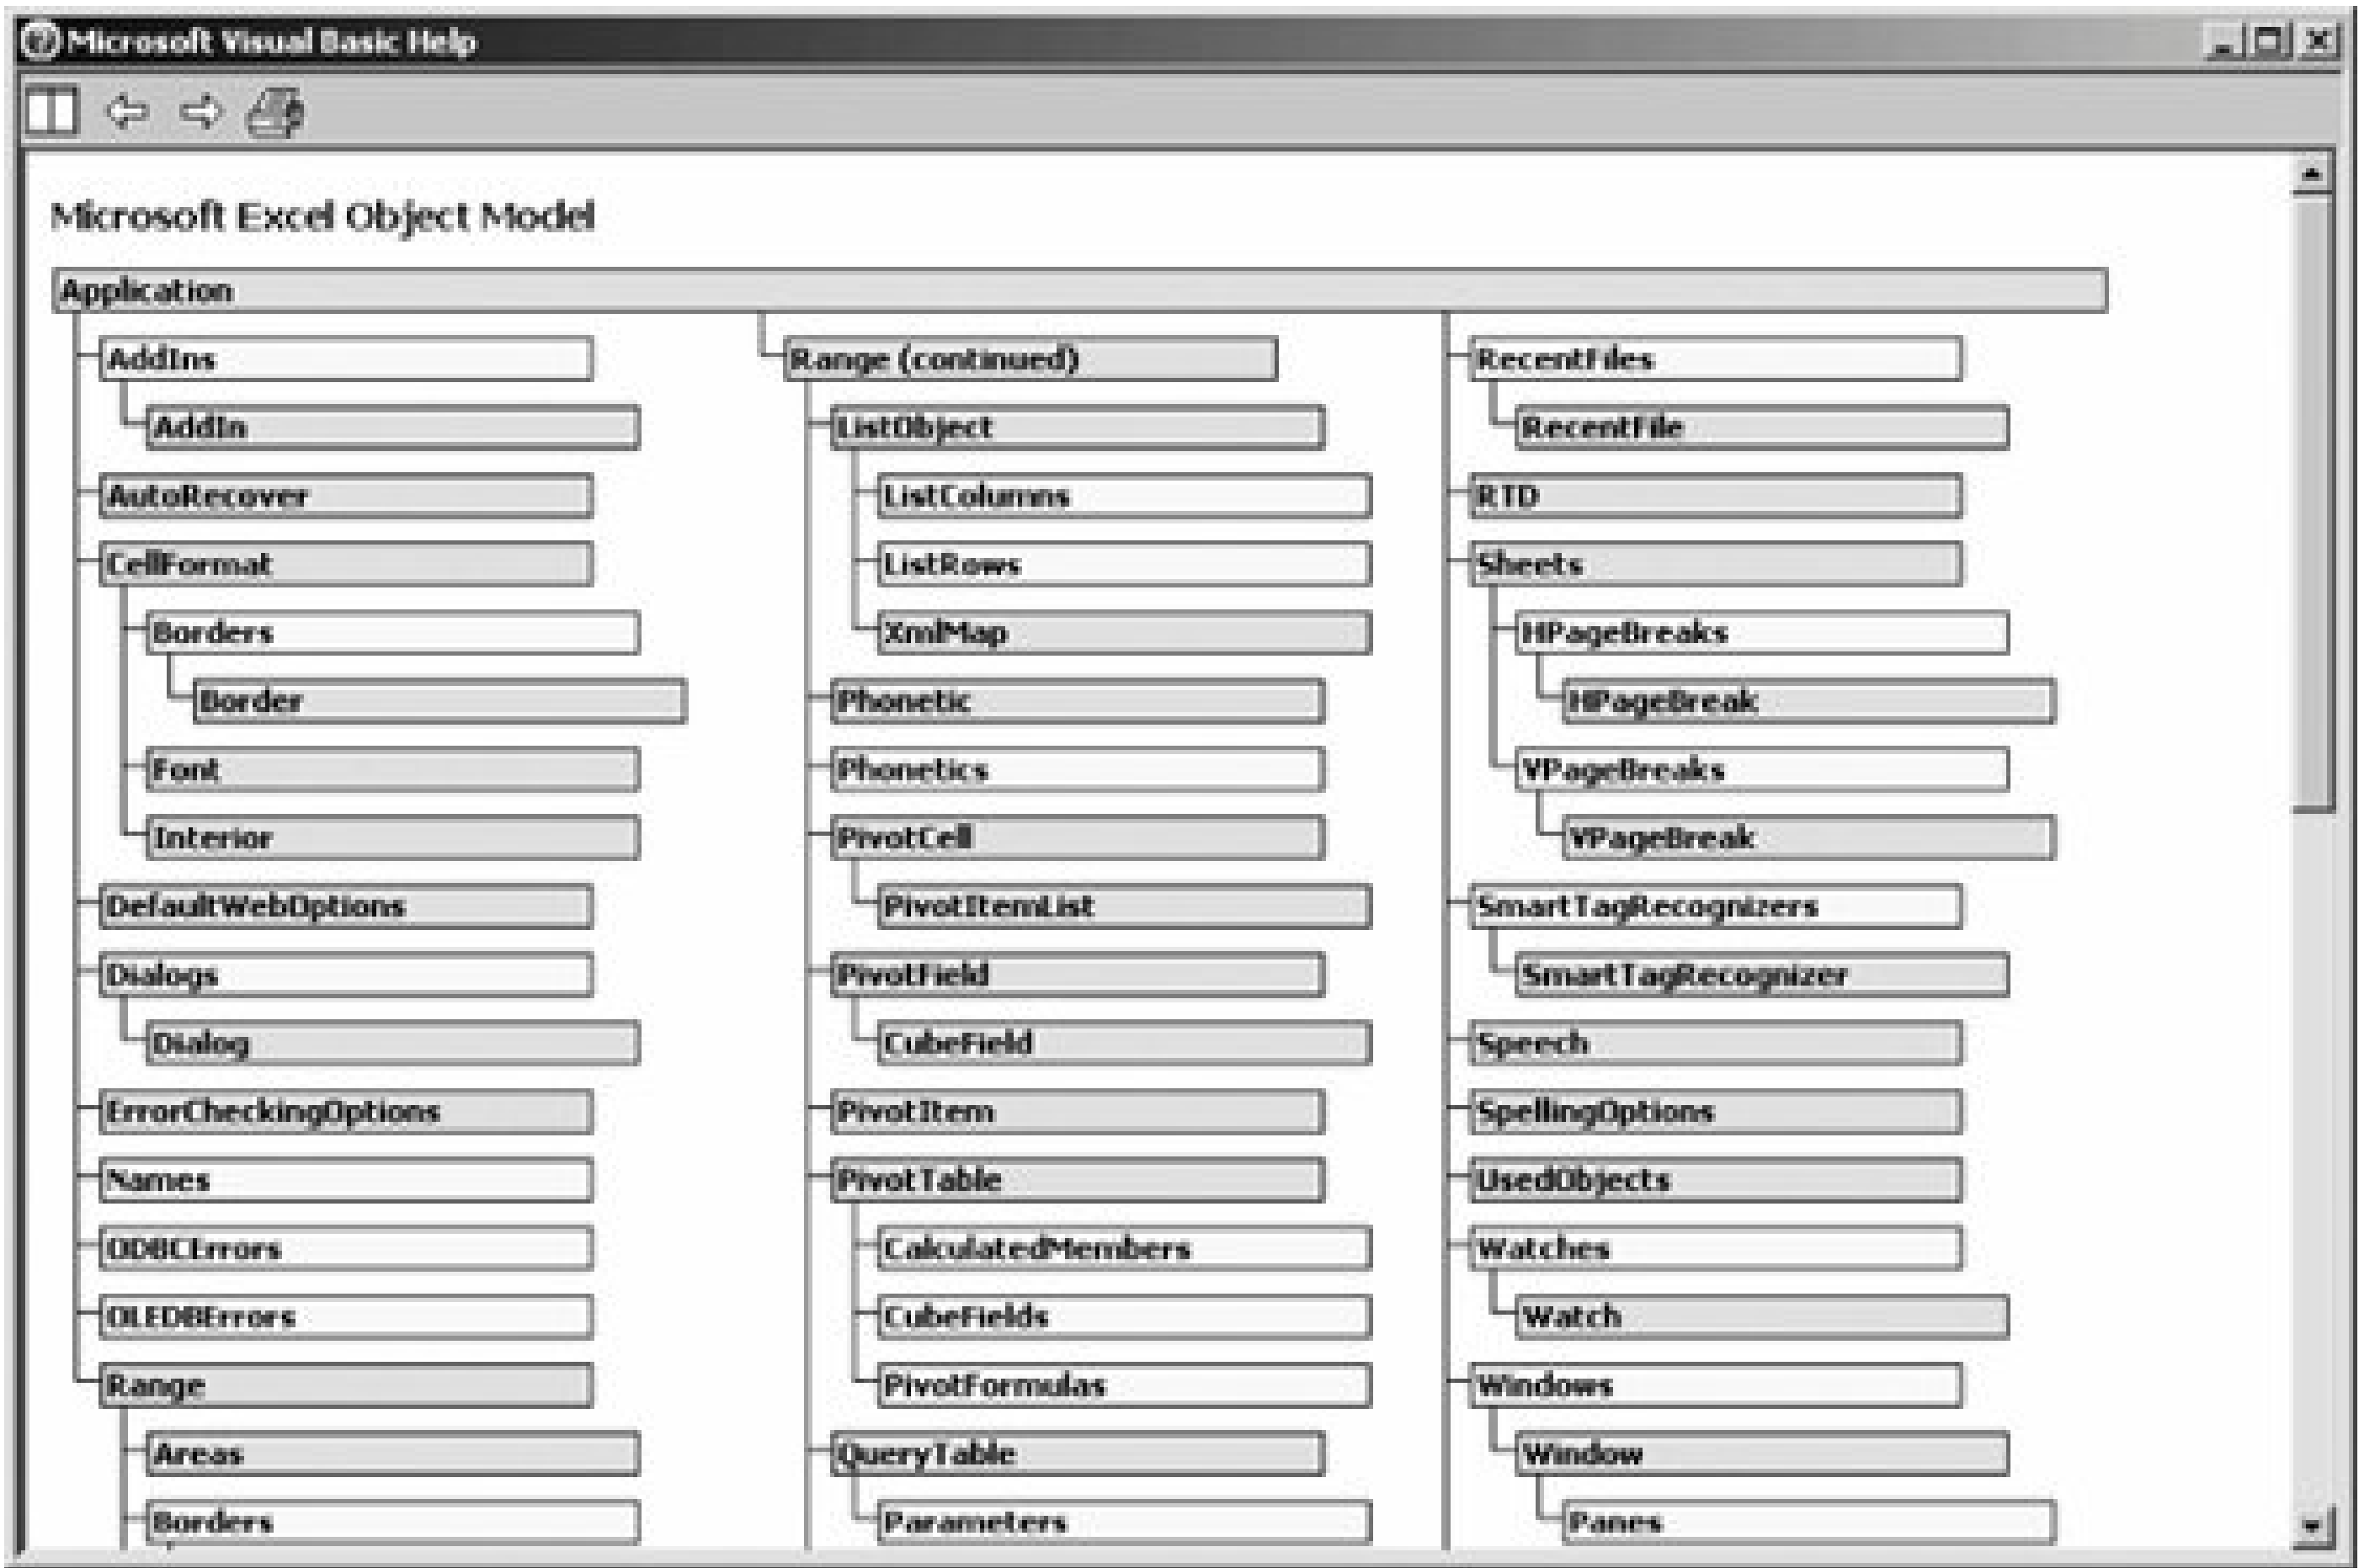 Microsoft Visual Basic Help
Microsoft Excel Object Model
Application
AddIns
AddIn
AutoRecover
CellFormat
Borders
Border
Font
Interior
DefaultWebOptions
Dialogs
Dialog
ErrorCheckingOptions
Names
ODBCErrors
OLEDBErrors
Range
Areas
Borders
Range (continued)
ListObject
ListColumns
ListRows
XmlMap
Phonetic
Phonetics
PivotCell
PivotItemList
PivotField
CubeField
PivotItem
PivotTable
CalculatedMembers
CubeFields
PivotFormulas
QueryTable
Parameters
RecentFiles
RecentFile
RTD
Sheets
HPageBreaks
HPageBreak
VPageBreaks
VPageBreak
SmartTagRecognizers
SmartTagRecognizer
Speech
SpellingOptions
UsedObjects
Watches
Watch
Windows
Window
Panes